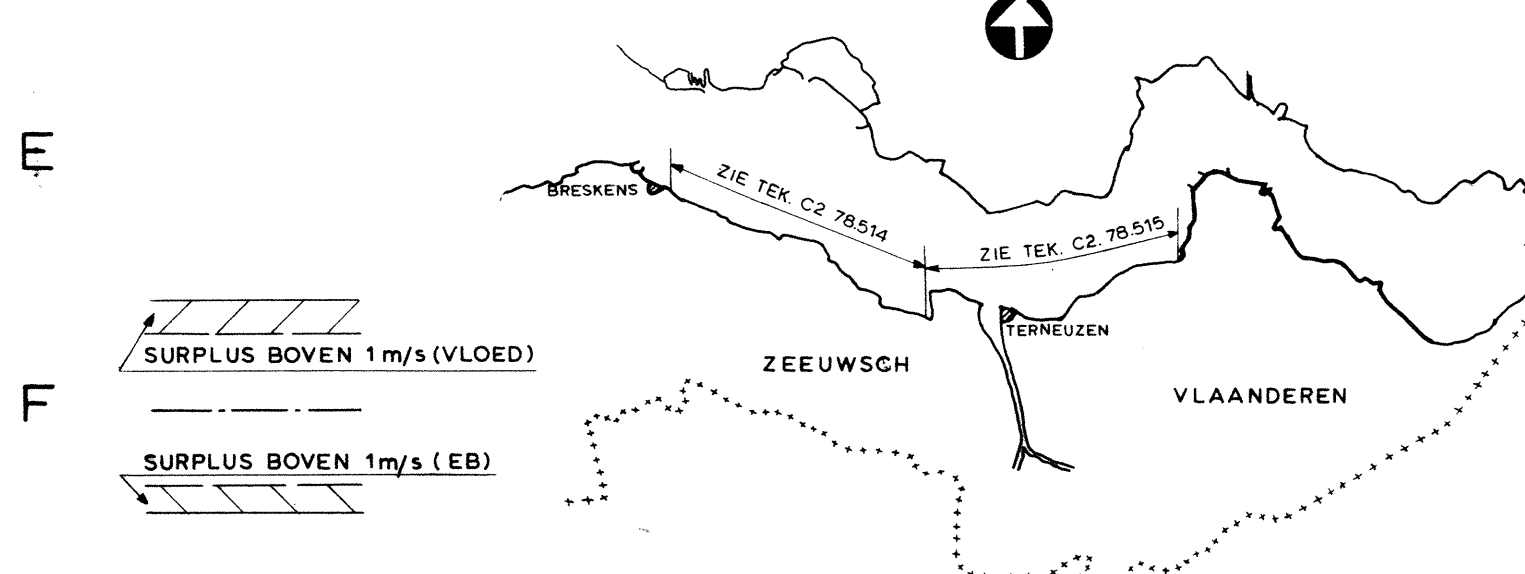 E
BRESKENS
ZIE TEK. C2 78.514
ZIE TEK. C2. 78.515
TERNEUZEN
SURPLUS BOVEN 1 m/s (VLOED)
ZEEUWSCH
VLAANDEREN
F
SURPLUS BOVEN 1m/s (EB)